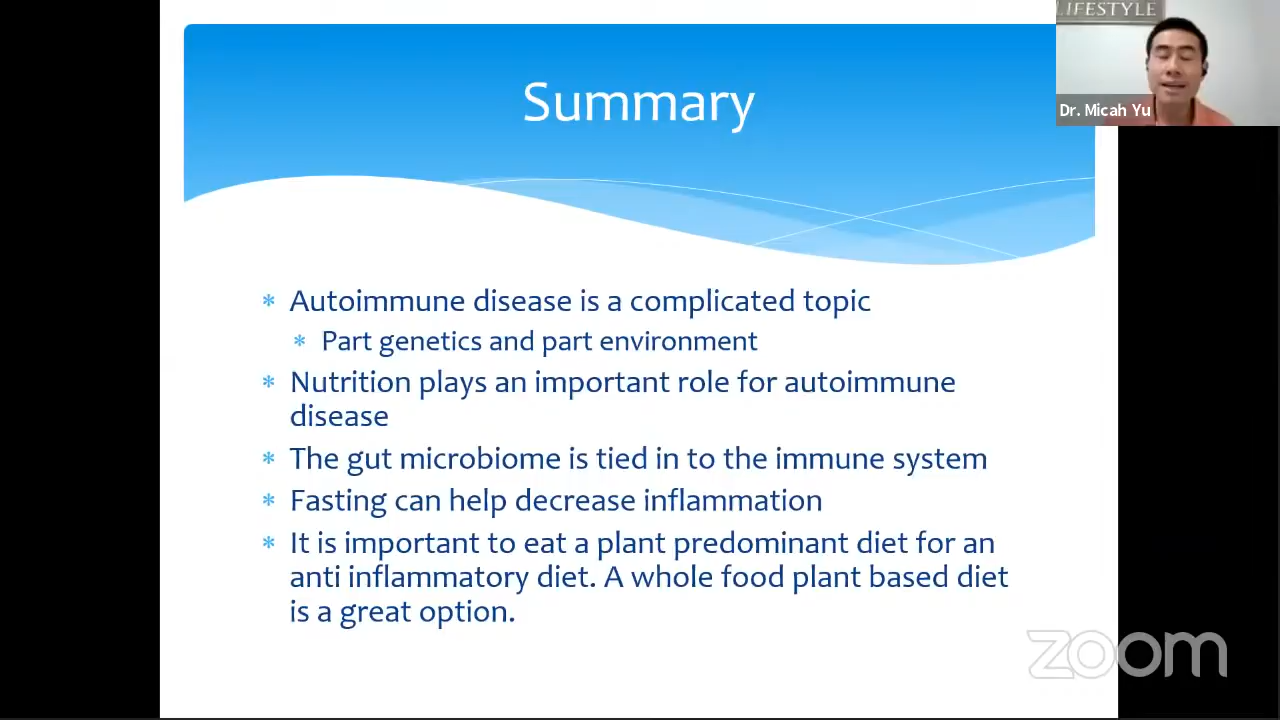 LIFESTYLE
Dr. Micah Yu
Summary
* Autoimmune disease is a complicated topic
* Part genetics and part environment
* Nutrition plays an important role for autoimmune
disease
* The gut microbiome is tied in to the immune system
* Fasting can help decrease inflammation
* It is important to eat a plant predominant diet for an
anti inflammatory diet. A whole food plant based diet
is a great option.
zoom